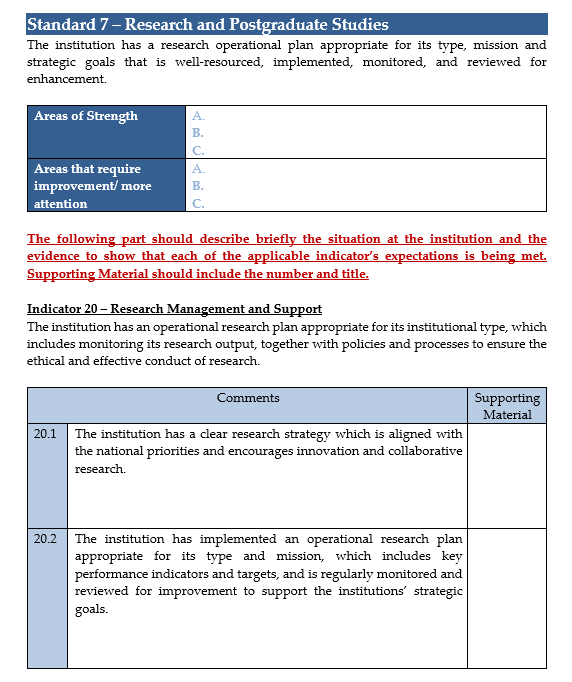 Standard 7 – Research and Postgraduate Studies
The institution has a research operational plan appropriate for its type, mission and
strategic goals that is well-resourced, implemented, monitored, and reviewed for
enhancement.
Areas of Strength
A.
B.
C.
Areas that require
improvement/ more
attention
A.
B.
C.
The following part should describe briefly the situation at the institution and the
evidence to show that each of the applicable indicator's expectations is being met.
Supporting Material should include the number and title.
Indicator 20 – Research Management and Support
The institution has an operational research plan appropriate for its institutional type, which
includes monitoring its research output, together with policies and processes to ensure the
ethical and effective conduct of research.
Comments
Supporting
Material
20.1
The institution has a clear research strategy which is aligned with
the national priorities and encourages innovation and collaborative
research.
20.2
The institution has implemented an operational research plan
appropriate for its type and mission, which includes key
performance indicators and targets, and is regularly monitored and
reviewed for improvement to support the institutions' strategic
goals.